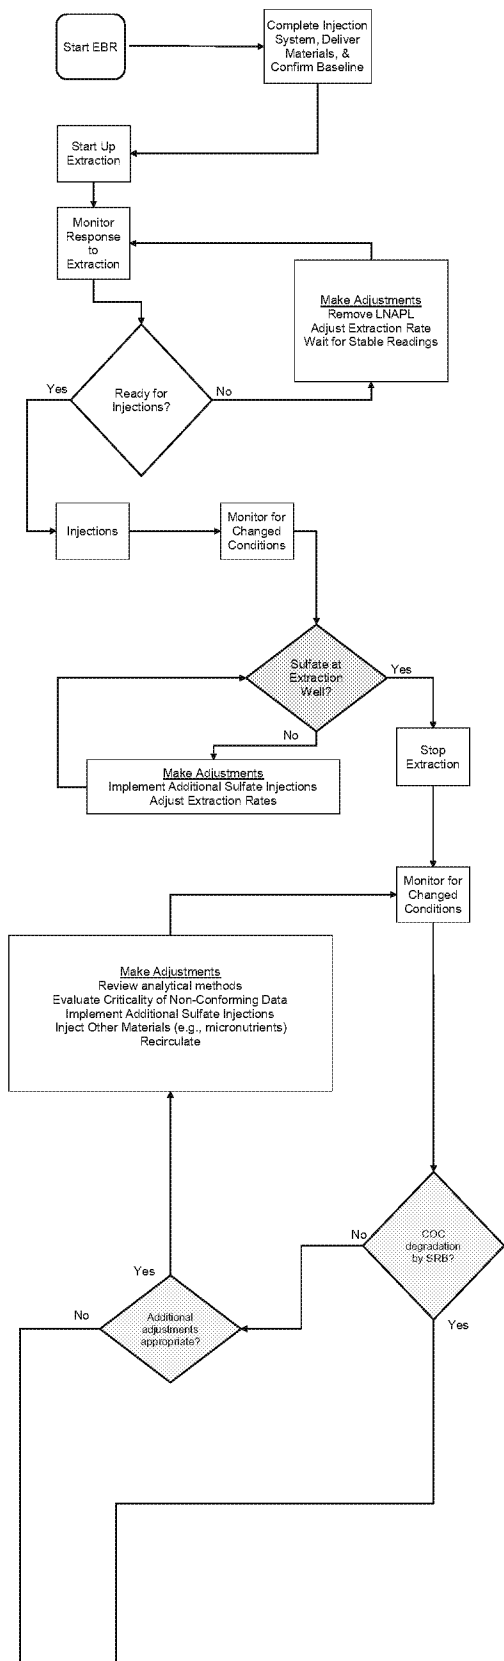 Start EBR
Complete Injection
System, Deliver
Materials, &
Confirm Baseline
Start Up
Extraction
Monitor
Response
to
Extraction
Make Adjustments
Remove LNAPL
Adjust Extraction Rate
Wait for Stable Readings
Yes
Ready for
Injections?
No
Injections
Monitor for
Changed
Conditions
Sulfate at
Extraction
Well?
Yes
No
Make Adjustments
Implement Additional Sulfate Injections
Adjust Extraction Rates
Stop
Extraction
Monitor for
Changed
Conditions
Make Adjustments
Review analytical methods
Evaluate Criticality of Non-Conforming Data
Implement Additional Sulfate Injections
Inject Other Materials (e.g., micronutrients)
Recirculate
No
COC
degradation
by SRB?
Yes
Yes
No
Additional
adjustments
appropriate?